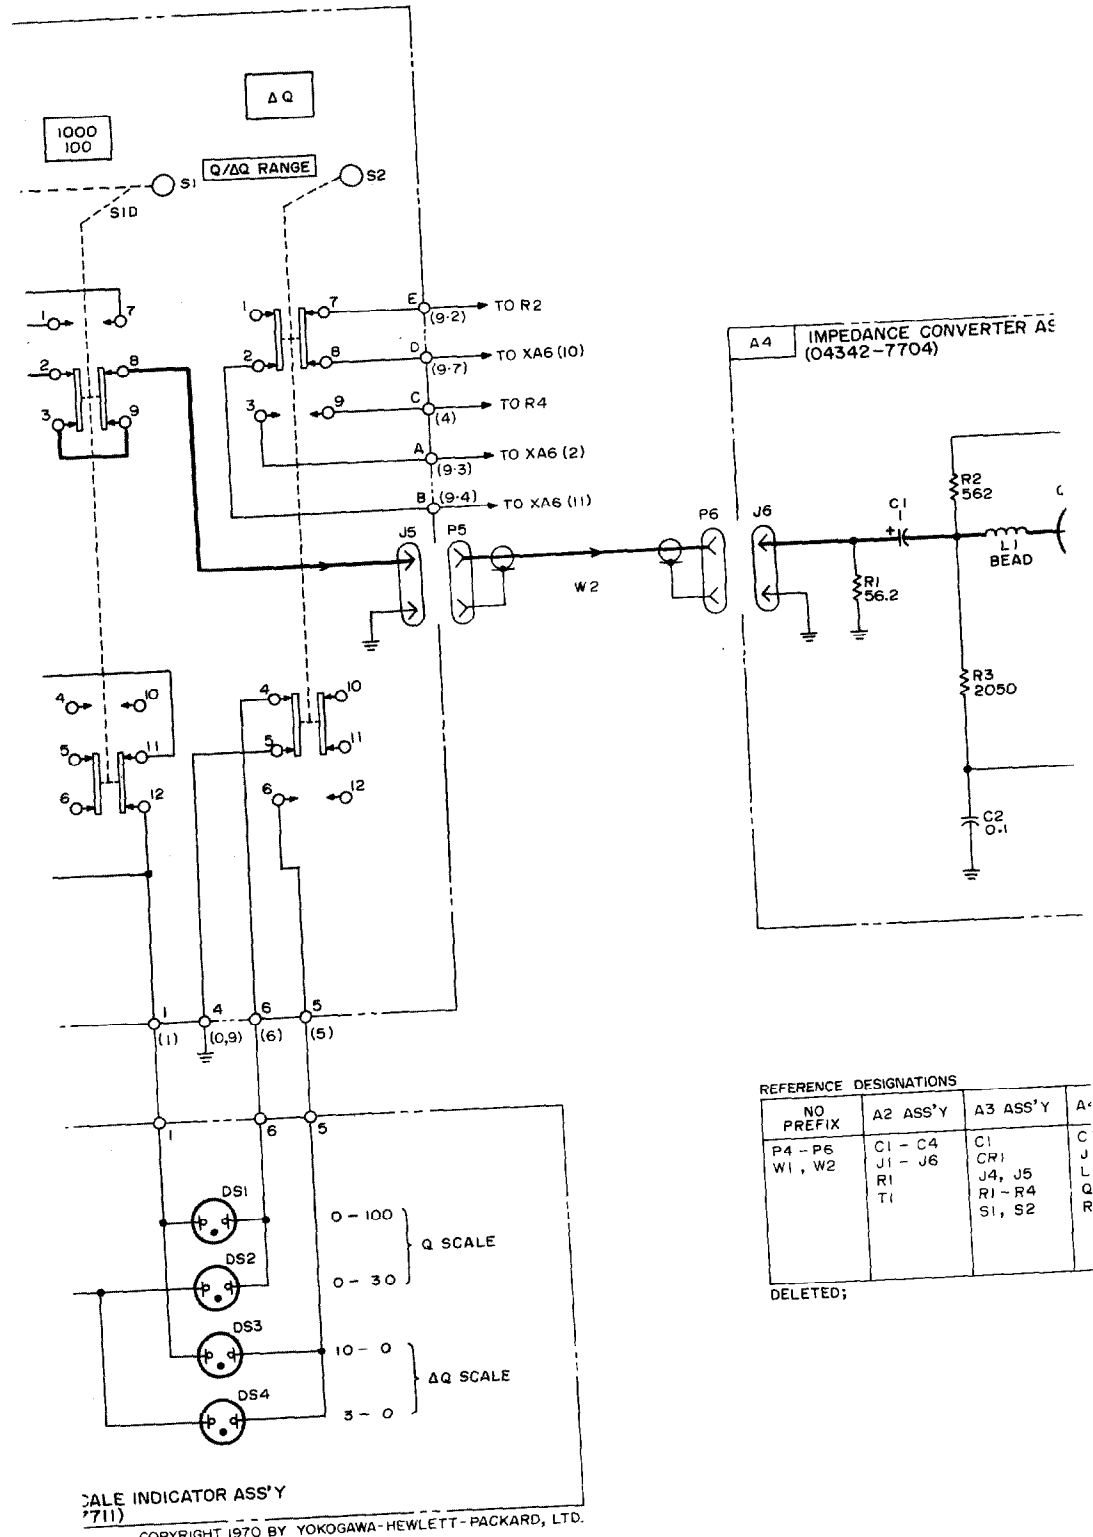 Δ Q
1000
100
Q/ΔQ RANGE
S1
S2
S1D
1
7
2
8
3
9
1
7
2
8
3
9
E
(9·2)
TO R2
D
(9·7)
TO XA6 (10)
C
(4)
TO R4
A
(9·3)
TO XA6 (2)
B
(9·4)
TO XA6 (11)
J5
P5
W2
P6
J6
A4
IMPEDANCE CONVERTER AS
(04342-7704)
C1
1
+
R1
56.2
R2
562
L1
BEAD
R3
2050
C2
0.1
4
10
5
11
6
12
4
10
5
11
6
12
1
(1)
4
(0,9)
6
(6)
5
(5)
1
6
5
DS1
0-100
Q SCALE
DS2
0-30
DS3
10-0
ΔQ SCALE
DS4
3-0
CALE INDICATOR ASS'Y
7711)
COPYRIGHT 1970 BY YOKOGAWA-HEWLETT-PACKARD, LTD.
REFERENCE DESIGNATIONS
NO PREFIX A2 ASS'Y A3 ASS'Y A4
P4-P6 C1-C4 C1 C
W1, W2 J1-J6 CR1 J
R1 J4, J5 L
T1 R1-R4 Q
S1, S2 R
DELETED;